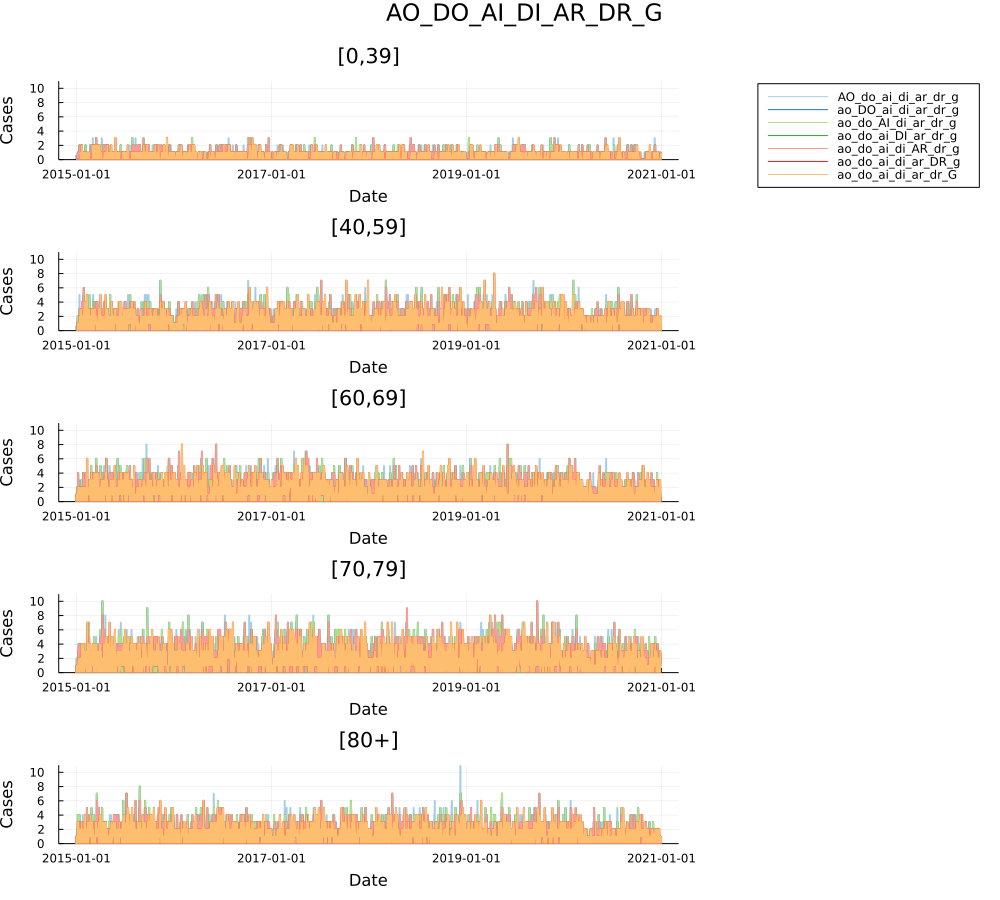 AO_DO_AI_DI_AR_DR_G
[0,39]
Cases
10
8
6
4
2
0
2015-01-01 2017-01-01 2019-01-01 2021-01-01
Date
AO_do_ai_di_ar_dr_g
ao_DO_ai_di_ar_dr_g
ao_do_AI_di_ar_dr_g
ao_do_ai_DI_ar_dr_g
ao_do_ai_di_AR_dr_g
ao_do_ai_di_ar_DR_g
ao_do_ai_di_ar_dr_G
[40,59]
Cases
10
8
6
4
2
0
2015-01-01 2017-01-01 2019-01-01 2021-01-01
Date
[60,69]
Cases
10
8
6
4
2
0
2015-01-01 2017-01-01 2019-01-01 2021-01-01
Date
[70,79]
Cases
10
8
6
4
2
0
2015-01-01 2017-01-01 2019-01-01 2021-01-01
Date
[80+]
Cases
10
8
6
4
2
0
2015-01-01 2017-01-01 2019-01-01 2021-01-01
Date